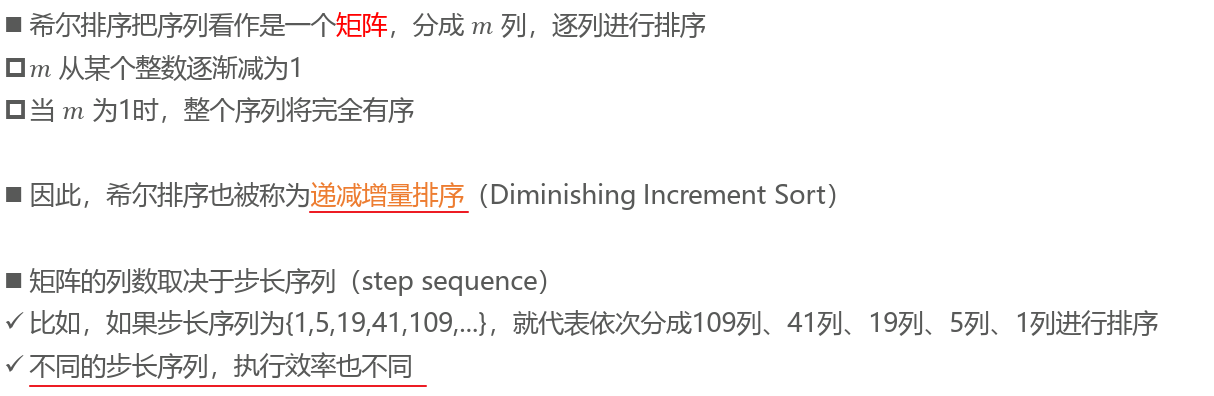 ■ 希尔排序把序列看作是一个矩阵，分成 m 列，逐列进行排序
m 从某个整数逐渐减为1
当 m 为1时，整个序列将完全有序
■ 因此，希尔排序也被称为递减增量排序（Diminishing Increment Sort）
■ 矩阵的列数取决于步长序列（step sequence）
✓ 比如，如果步长序列为{1,5,19,41,109,...}，就代表依次分成109列、41列、19列、5列、1列进行排序
✓ 不同的步长序列，执行效率也不同